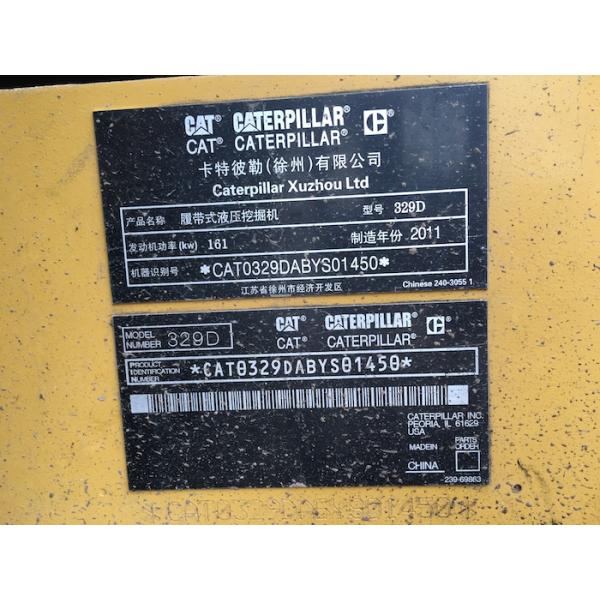 CAT CATERPILLAR®
CAT® CATERPILLAR®
卡特彼勒(徐州)有限公司
Caterpillar Xuzhou Ltd
产品名称 履带式液压挖掘机 型号 329D
发动机功率(kw) 161 制造年份 2011
机器识别号 *CAT0329DABYS01450*
江苏省徐州市经济开发区 Chinese 240-3055 1
MODEL NUMBER 329D
CAT® CATERPILLAR®
CAT® CATERPILLAR®
PRODUCT IDENTIFICATION NUMBER *CAT0329DABYS01450*
CATERPILLAR INC.
PEORIA, IL 61629
USA
MADE IN PARTS ORDER
CHINA
239-69863
*CAT0329DABYS01450*